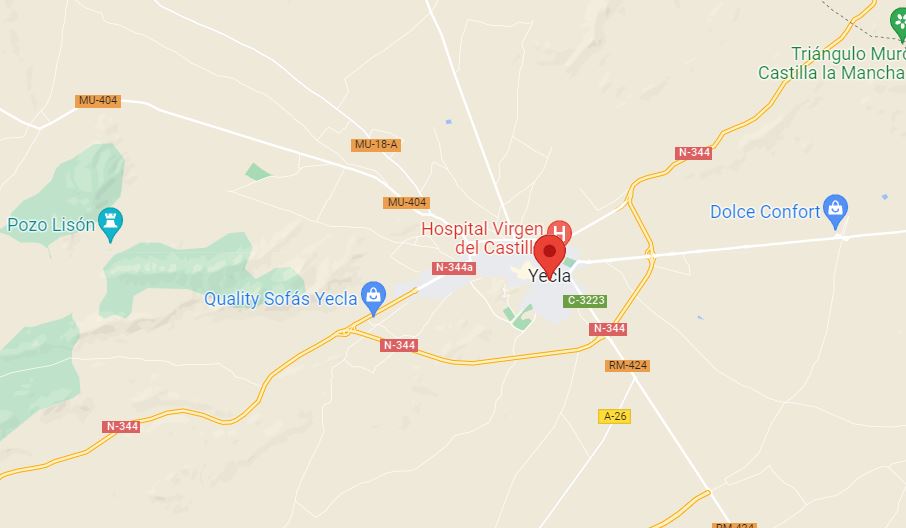 Triángulo Murc
Castilla la Mancha
MU-404
MU-18-A
N-344
MU-404
Pozo Lisón
Dolce Confort
Hospital Virgen
del Castill
H
N-344a
Yecla
Quality Sofás Yecla
C-3223
N-344
N-344
RM-424
A-26
N-344
RM-424